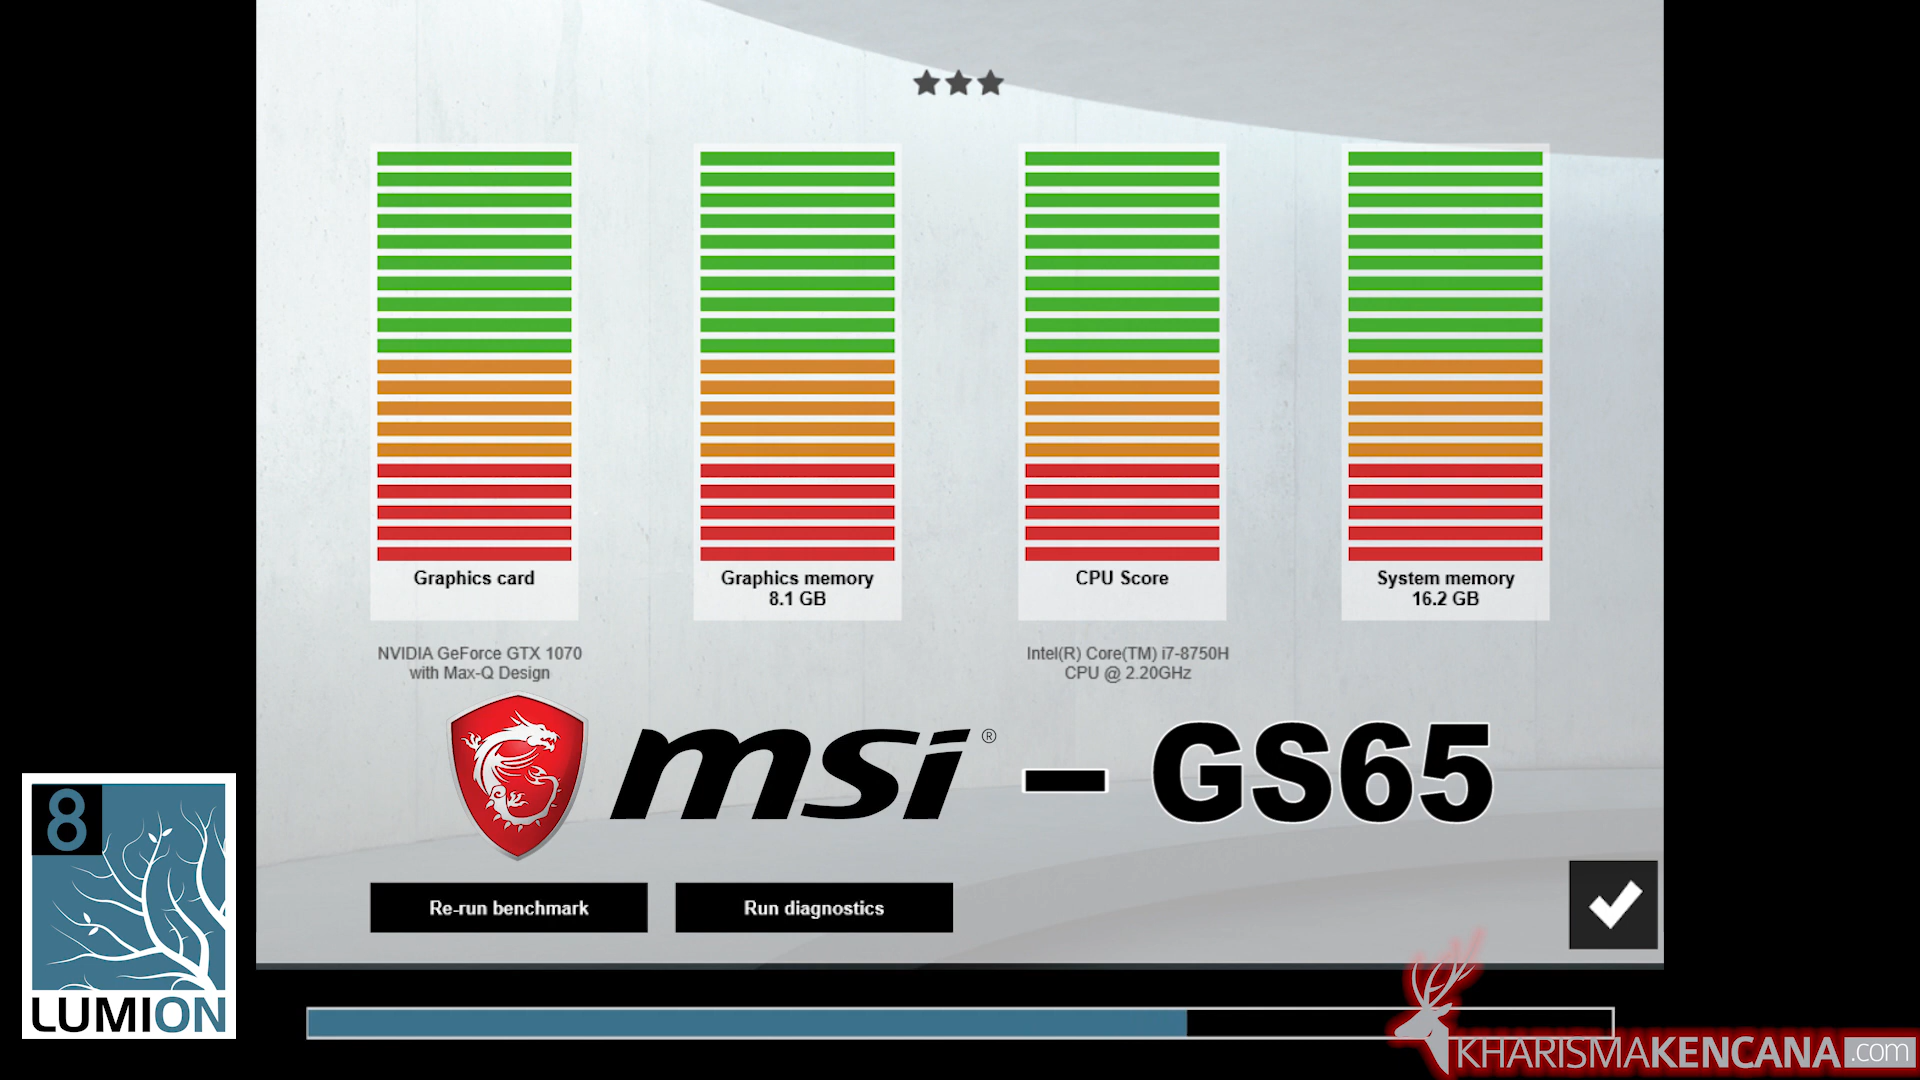 Graphics card
Graphics memory
8.1 GB
CPU Score
System memory
16.2 GB
NVIDIA GeForce GTX 1070
with Max-Q Design
Intel(R) Core(TM) i7-8750H
CPU @ 2.20GHz
msi® - GS65
Re-run benchmark
Run diagnostics
8
LUMION
KHARISMAKENCANA.com